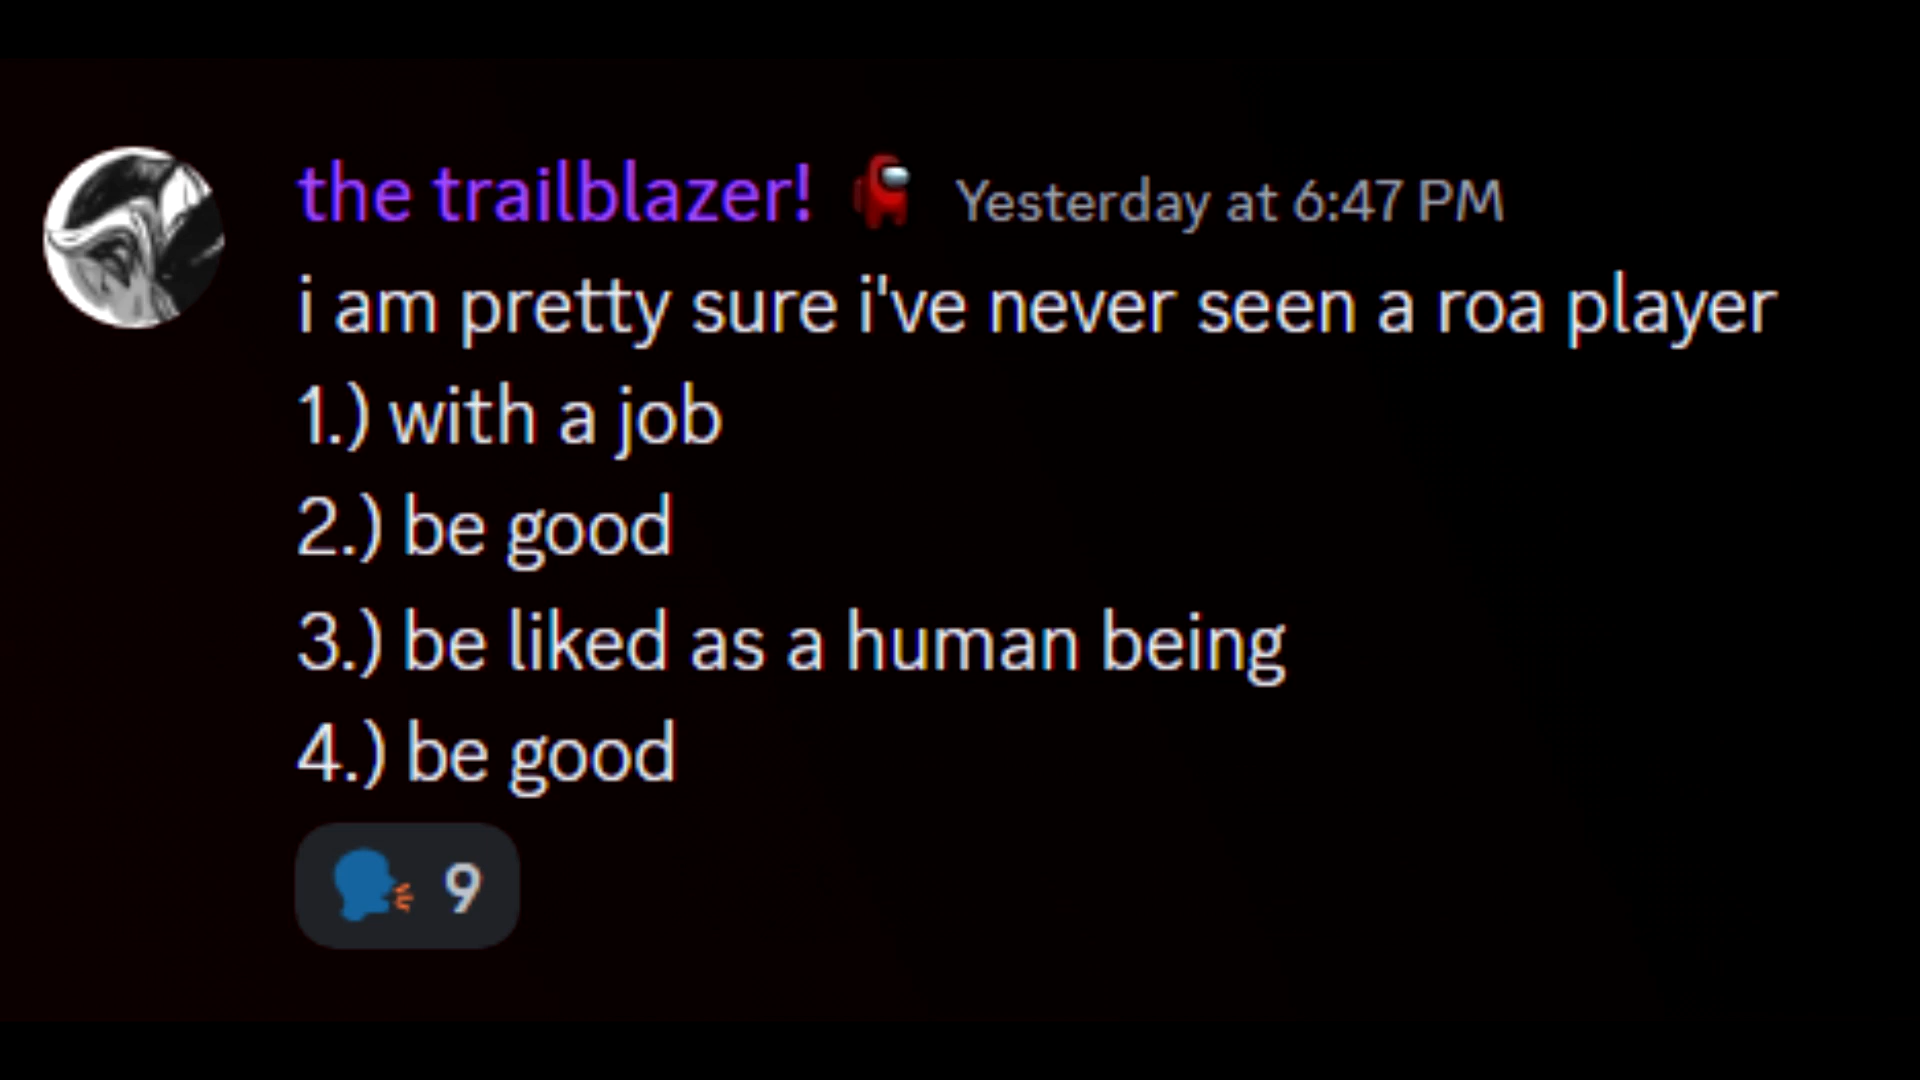 the trailblazer! Yesterday at 6:47 PM
i am pretty sure i've never seen a roa player
1.) with a job
2.) be good
3.) be liked as a human being
4.) be good
9